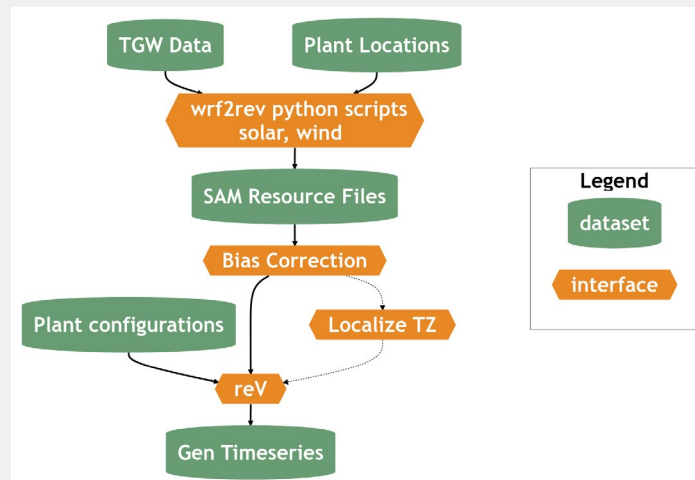 TGW Data
Plant Locations
wrf2rev python scripts
solar, wind
SAM Resource Files
Bias Correction
Plant configurations
Localize TZ
reV
Gen Timeseries
Legend
dataset
interface